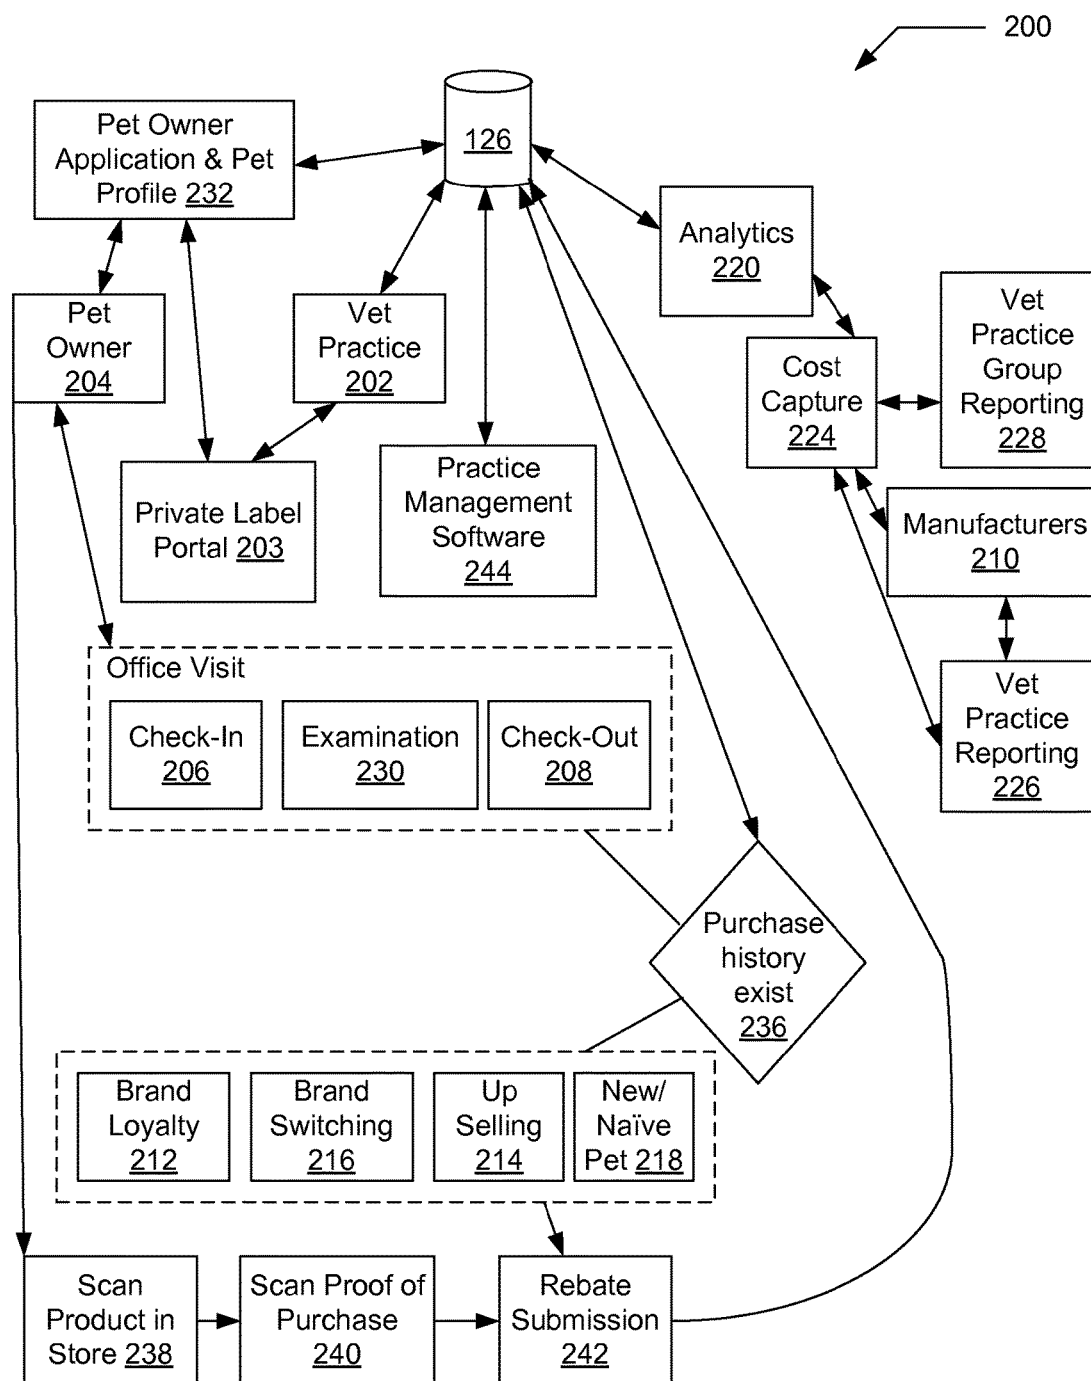 200
126
Pet Owner
Application & Pet
Profile 232
Analytics
220
Pet
Owner
204
Vet
Practice
202
Vet
Practice
Group
Reporting
228
Cost
Capture
224
Private Label
Portal 203
Practice
Management
Software
244
Manufacturers
210
Office Visit
Check-In
206
Examination
230
Check-Out
208
Vet
Practice
Reporting
226
Purchase
history
exist
236
Brand
Loyalty
212
Brand
Switching
216
Up
Selling
214
New/
Naïve
Pet 218
Scan
Product in
Store 238
Scan Proof of
Purchase
240
Rebate
Submission
242